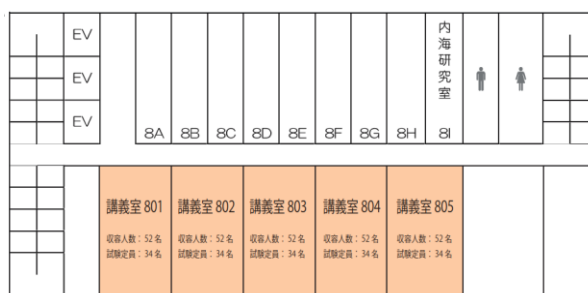 EV
EV
EV
8A
8B
8C
8D
8E
8F
8G
8H
8I
内海研究室
講義室 801
収容人数：52 名
試験定員：34 名
講義室 802
収容人数：52 名
試験定員：34 名
講義室 803
収容人数：52 名
試験定員：34 名
講義室 804
収容人数：52 名
試験定員：34 名
講義室 805
収容人数：52 名
試験定員：34 名